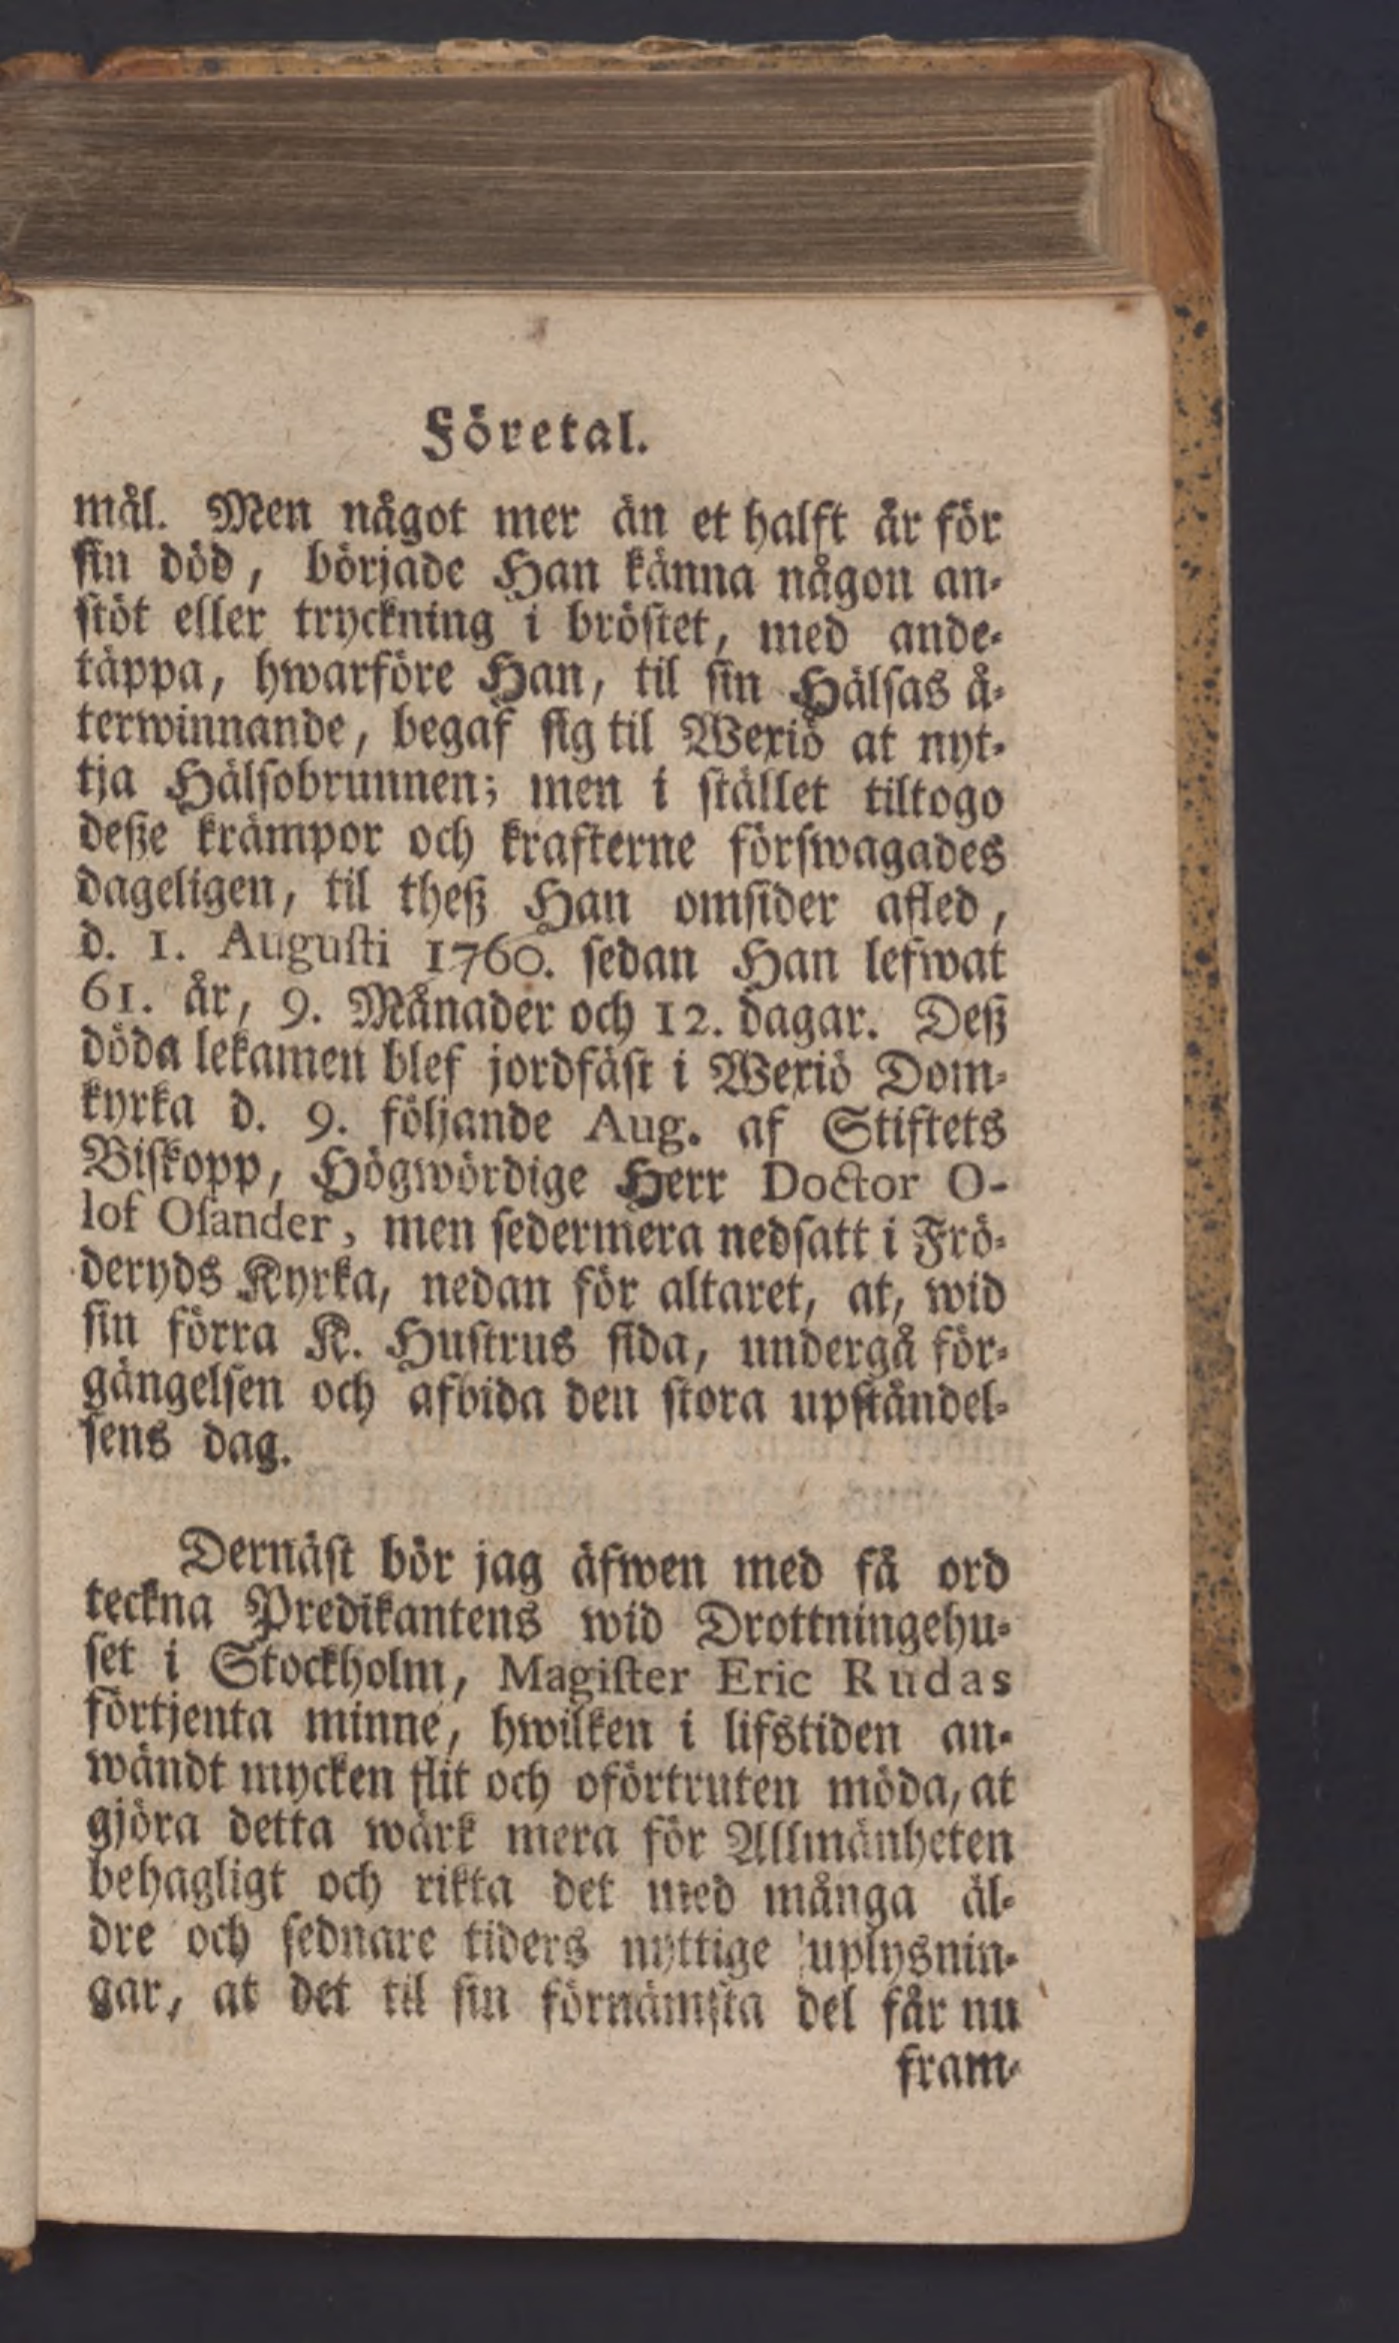 Företal.
mål. Men något mer än et halft år för
sin död, började Han känna någon an-
stöt eller tryckning i bröstet, med ande-
täppa, hwarföre Han, til sin Hälsas å-
terwinnande, begaf sig til Wexiö at nyt-
tja Hälsobrunnen; men i stället tiltogo
deße krämpor och krafterne förswagades
dageligen, til theß Han omsider afled,
d. 1. Augusti 1760. sedan Han lefwat
61. år, 9. Månader och 12. dagar. Deß
döda lekamen blef jordfäst i Wexiö Dom-
kyrka d. 9. följande Aug. af Stiftets
Biskopp, Högwördige Herr Doctor O-
lof Osander, men sedermera nedsatt i Frö-
deryds Kyrka, nedan för altaret, at, wid
sin förra K. Hustrus sida, undergå för-
gängelsen och afbida den stora upståndel-
sens dag.
Dernäst bör jag äfwen med få ord
teckna Predikantens wid Drottningehu-
set i Stockholm, Magister Eric Rudas
förtjenta minne, hwilken i lifstiden an-
wändt mycken flit och oförtruten möda, at
gjöra detta wärk mera för Allmänheten
behagligt och rikta det med många äl-
dre och sednare tiders nyttige uplysnin-
gar, at det til sin förnämsta del får nu
fram-